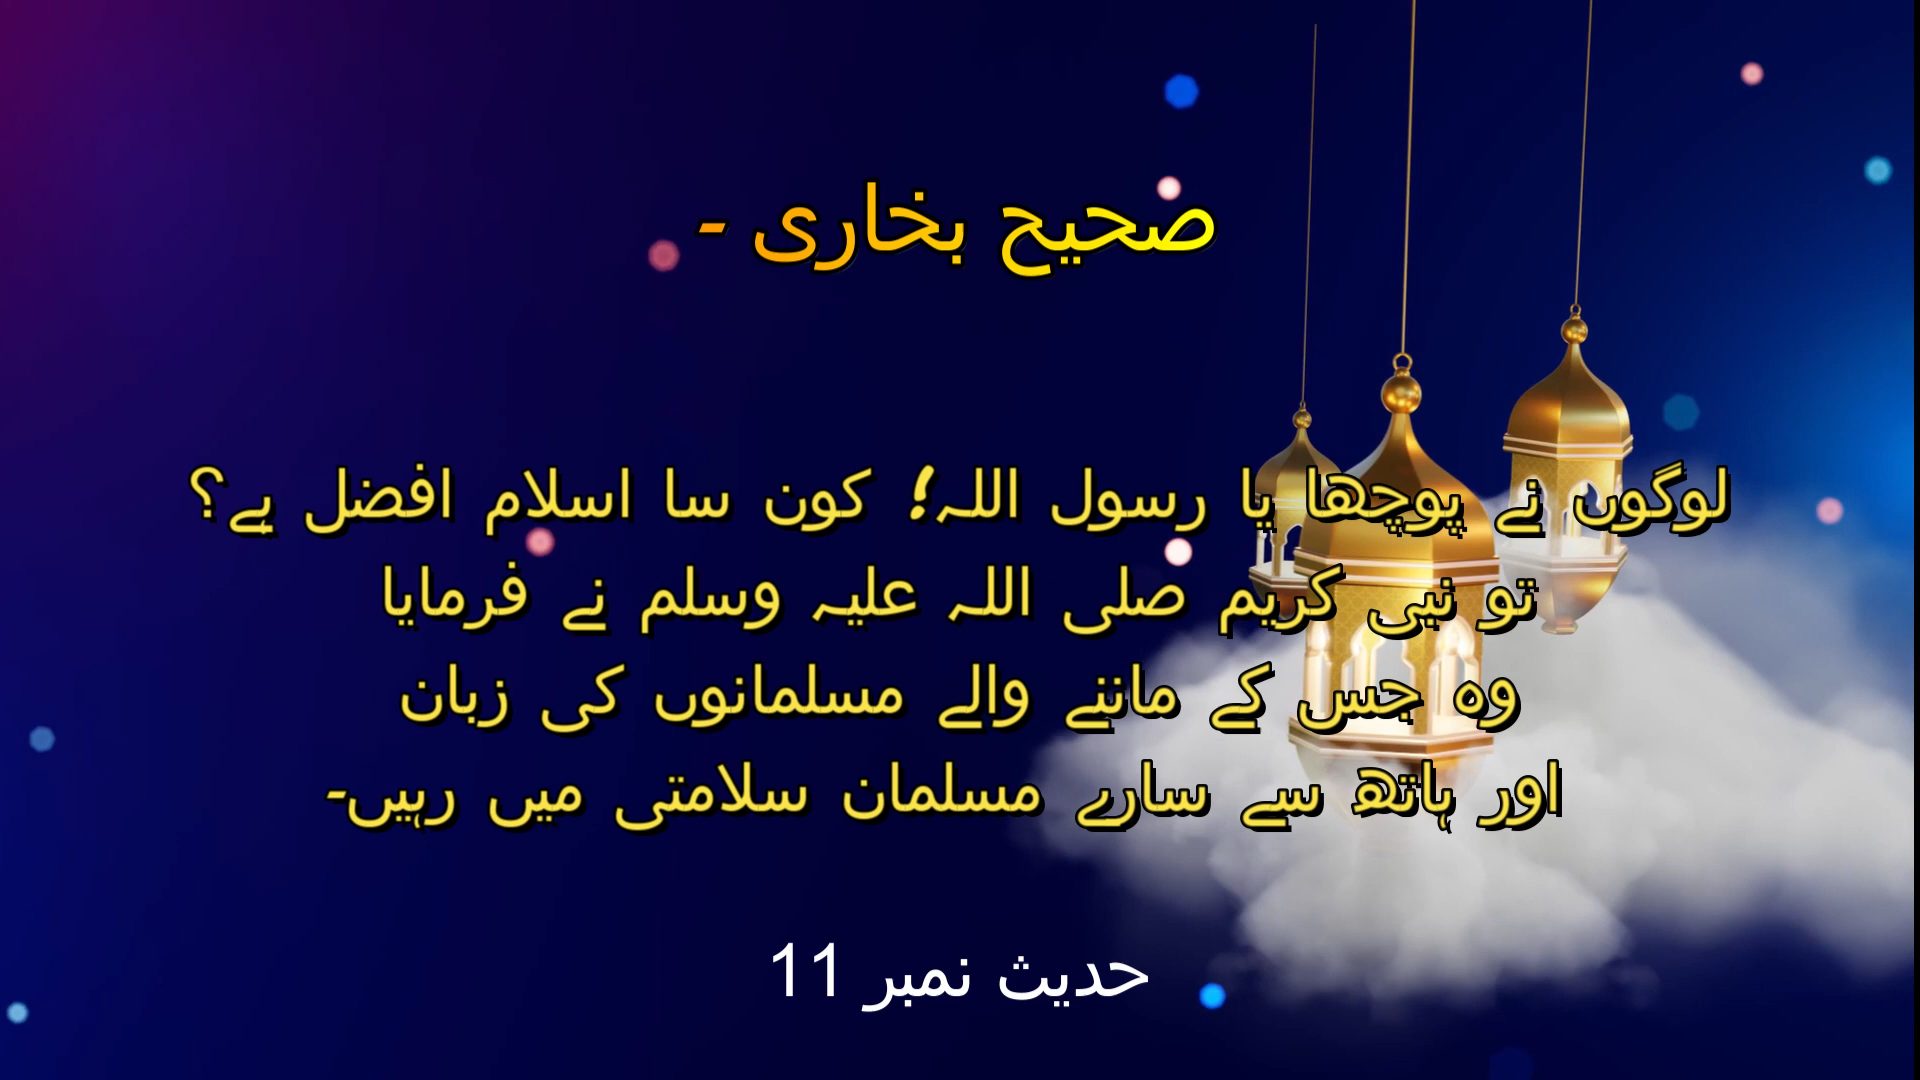 صحیح بخاری -
لوگوں نے پوچھا یا رسول اللہ! کون سا اسلام افضل ہے؟
تو نبی کریم صلی اللہ علیہ وسلم نے فرمایا
وہ جس کے ماننے والے مسلمانوں کی زبان
اور ہاتھ سے سارے مسلمان سلامتی میں رہیں۔
حدیث نمبر 11